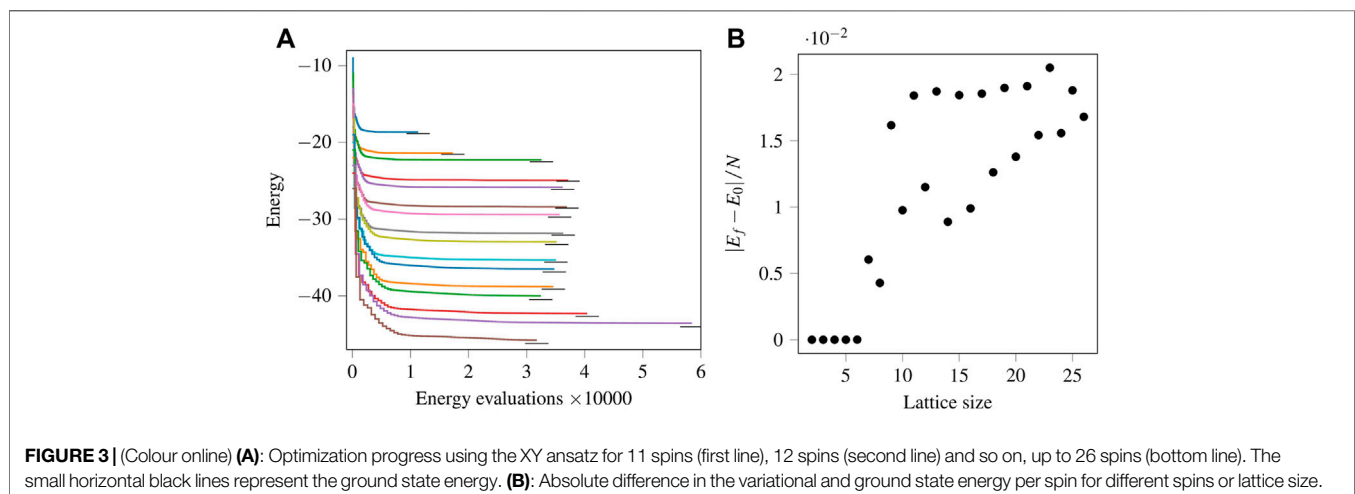 A
−10
−20
−30
−40
Energy
0 1 2 3 4 5 6
Energy evaluations ×10000
B
·10−2
2
1.5
1
0.5
0
|Ef − E0|/N
5 10 15 20 25
Lattice size
FIGURE 3 | (Colour online) (A): Optimization progress using the XY ansatz for 11 spins (first line), 12 spins (second line) and so on, up to 26 spins (bottom line). The
small horizontal black lines represent the ground state energy. (B): Absolute difference in the variational and ground state energy per spin for different spins or lattice size.